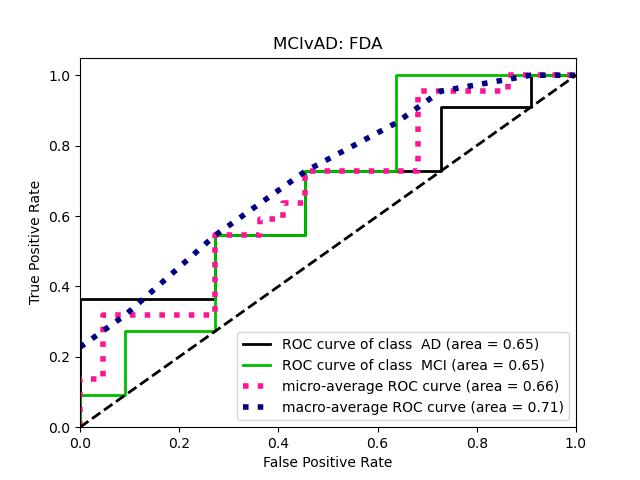 MCIvAD: FDA
1.0
0.8
0.6
0.4
0.2
0.0
True Positive Rate
ROC curve of class  AD (area = 0.65)
ROC curve of class  MCI (area = 0.65)
micro-average ROC curve (area = 0.66)
macro-average ROC curve (area = 0.71)
0.0 0.2 0.4 0.6 0.8 1.0
False Positive Rate